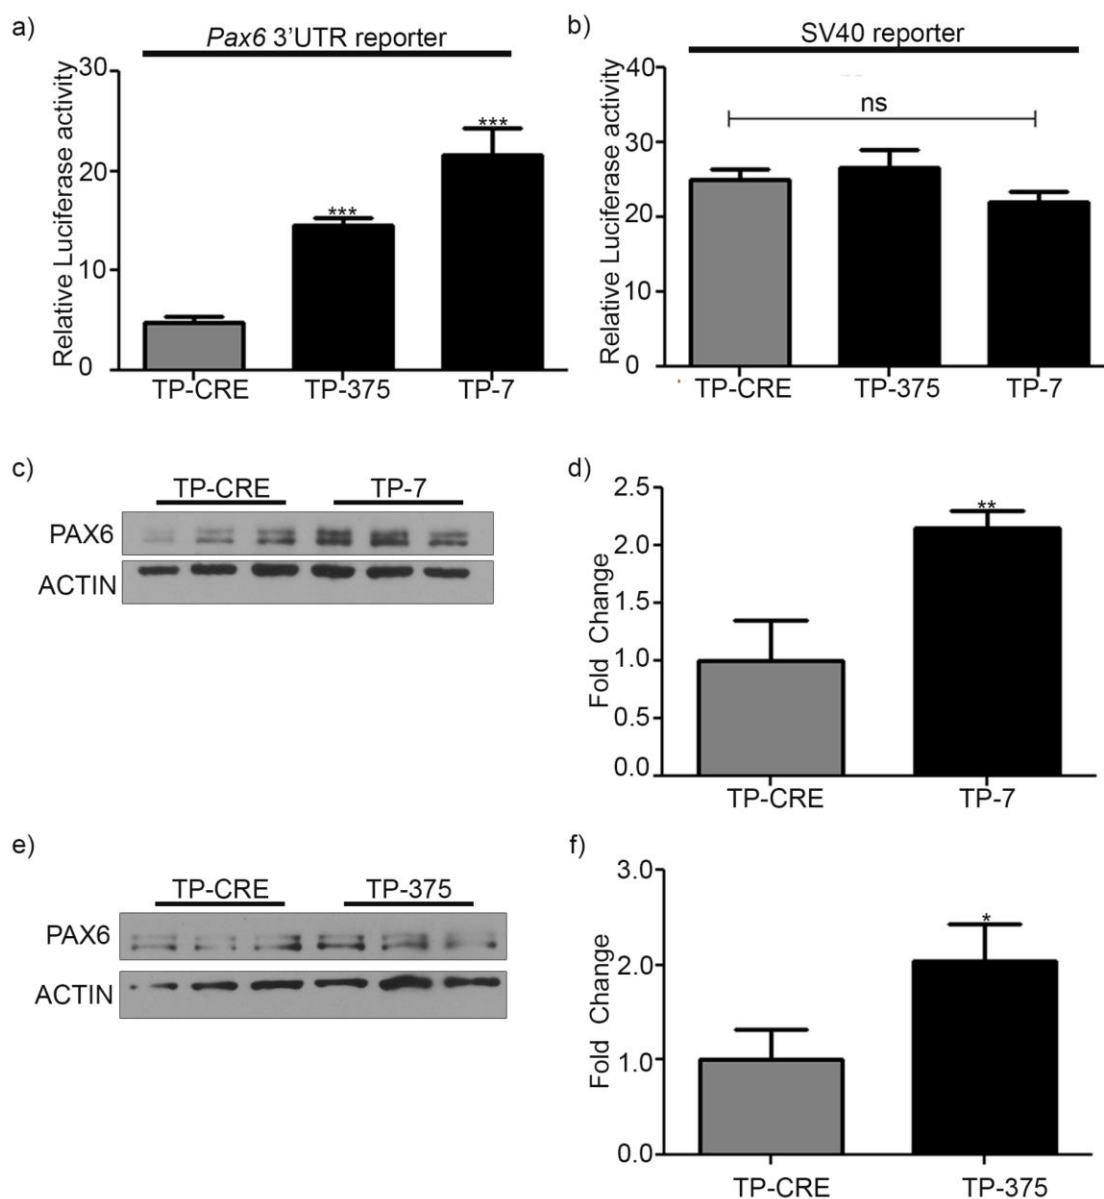 a)
Pax6 3’UTR reporter
Relative Luciferase activity
30
20
10
0
***
***
TP-CRE TP-375 TP-7
b)
SV40 reporter
Relative Luciferase activity
40
30
20
10
0
ns
TP-CRE TP-375 TP-7
c)
TP-CRE TP-7
PAX6
ACTIN
d)
Fold Change
2.5
2.0
1.5
1.0
0.5
0.0
**
TP-CRE TP-7
e)
TP-CRE TP-375
PAX6
ACTIN
f)
Fold Change
3.0
2.0
1.0
0.0
*
TP-CRE TP-375